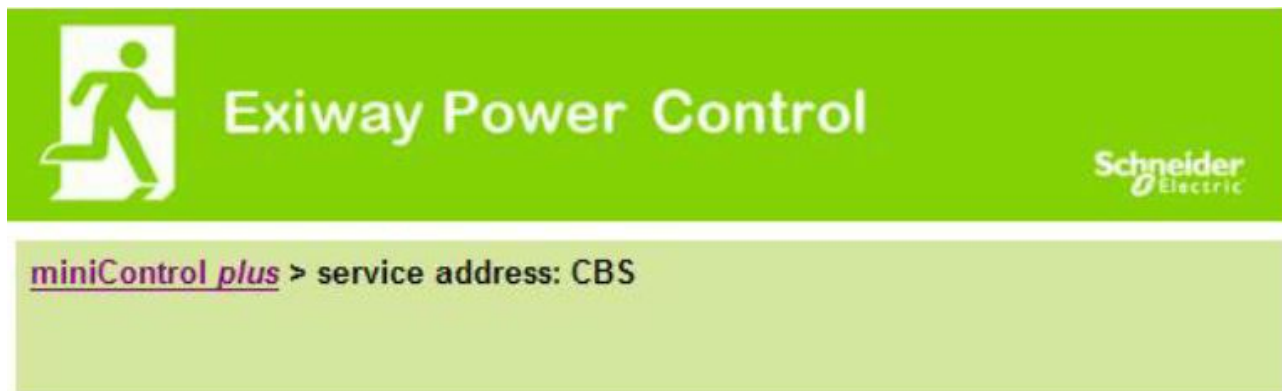 Exiway Power Control
Schneider
Electric
miniControl plus > service address: CBS